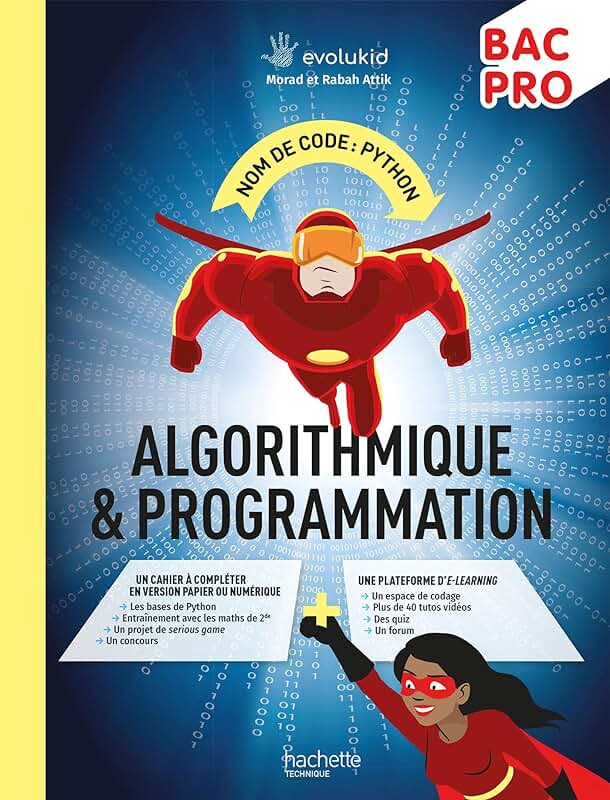 evolukid
Morad et Rabah Attik
BAC
PRO
NOM DE CODE : PYTHON
ALGORITHMIQUE
& PROGRAMMATION
UN CAHIER À COMPLÉTER
EN VERSION PAPIER OU NUMÉRIQUE
→ Les bases de Python
→ Entrainement avec les maths de 2de
→ Un projet de serious game
→ Un concours
+
UNE PLATEFORME D'E-LEARNING
→ Un espace de codage
→ Plus de 40 tutos vidéos
→ Des quiz
→ Un forum
hachette
TECHNIQUE